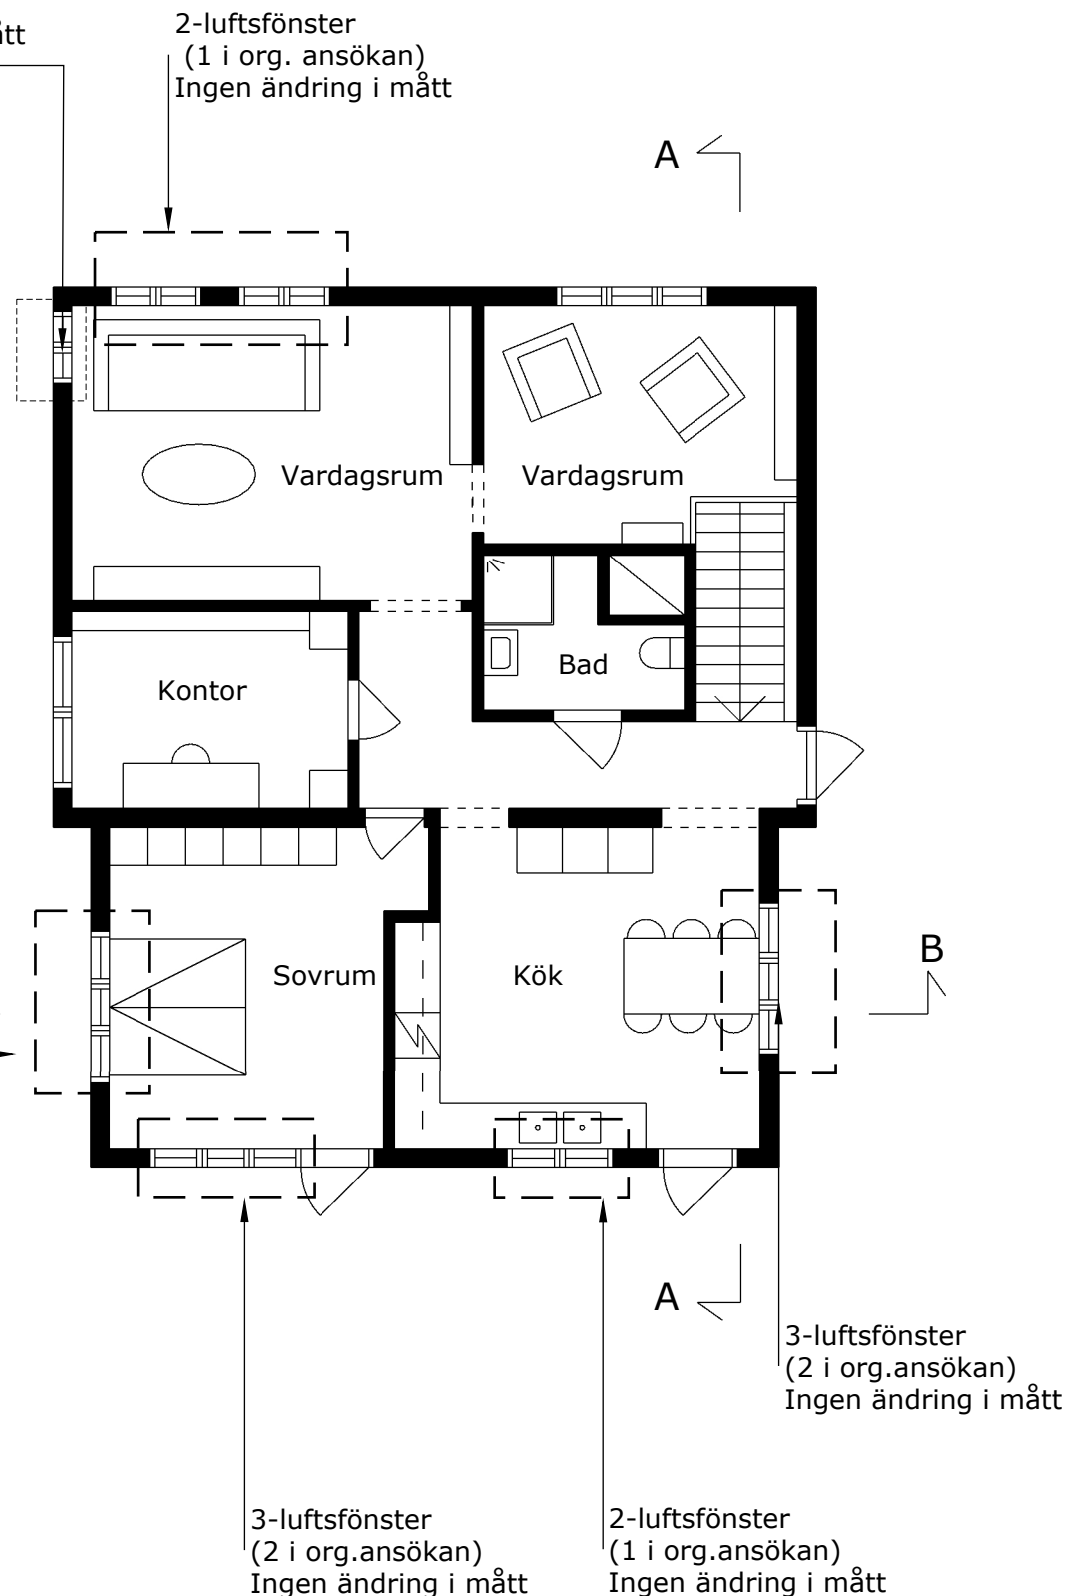 2-luftsfönster
(1 i org. ansökan)
Ingen ändring i mått
A
Vardagsrum
Vardagsrum
Bad
Kontor
B
Sovrum
Kök
A
3-luftsfönster
(2 i org.ansökan)
Ingen ändring i mått
3-luftsfönster
(2 i org.ansökan)
Ingen ändring i mått
2-luftsfönster
(1 i org.ansökan)
Ingen ändring i mått